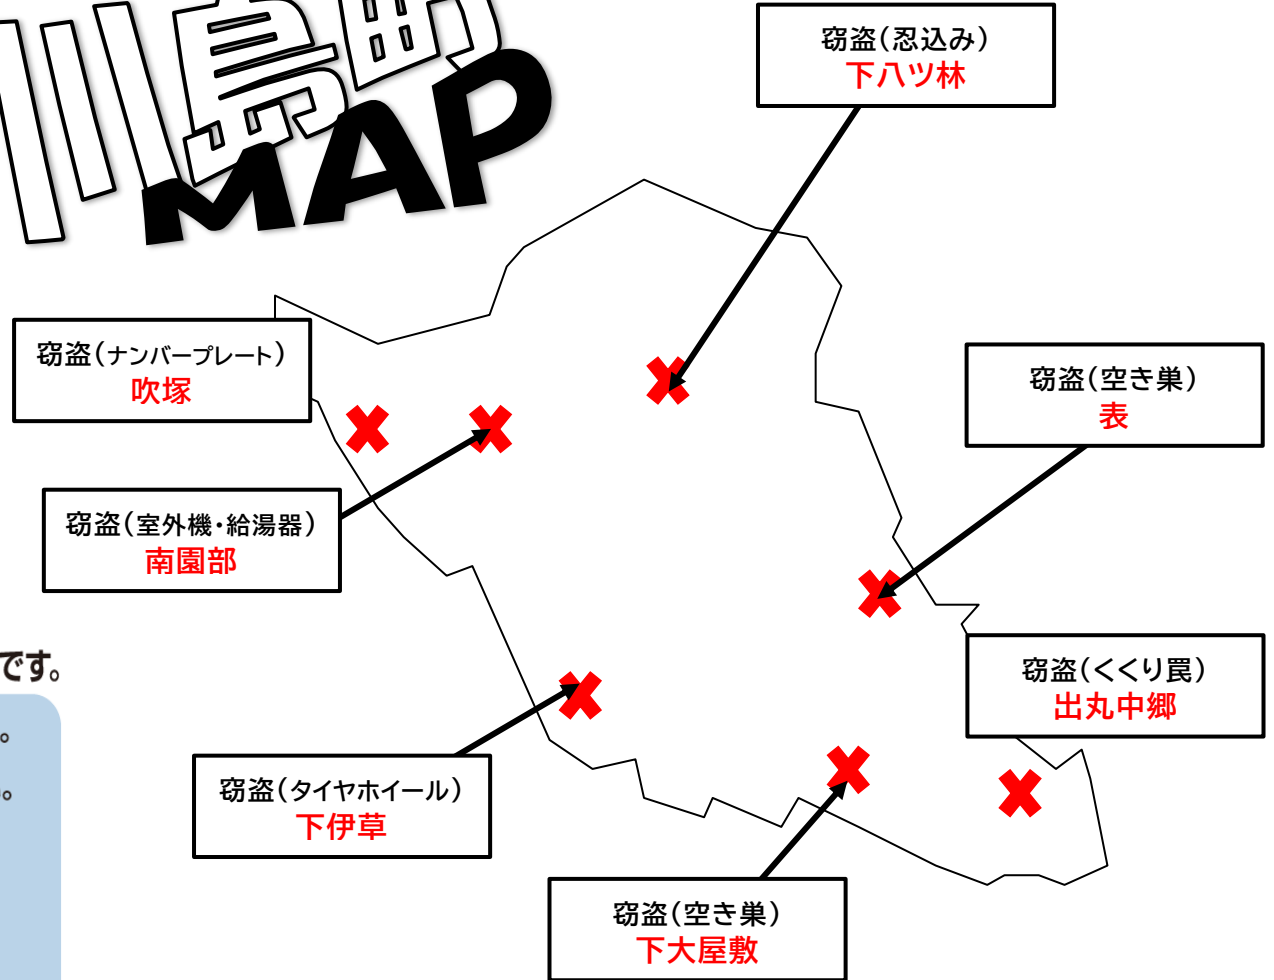 川島町
MAP
窃盗（忍込み）
下八ツ林
窃盗（ナンバープレート）
吹塚
窃盗（空き巣）
表
窃盗（室外機・給湯器）
南園部
窃盗（くくり罠）
出丸中郷
です。
。
。
窃盗（タイヤホイール）
下伊草
窃盗（空き巣）
下大屋敷